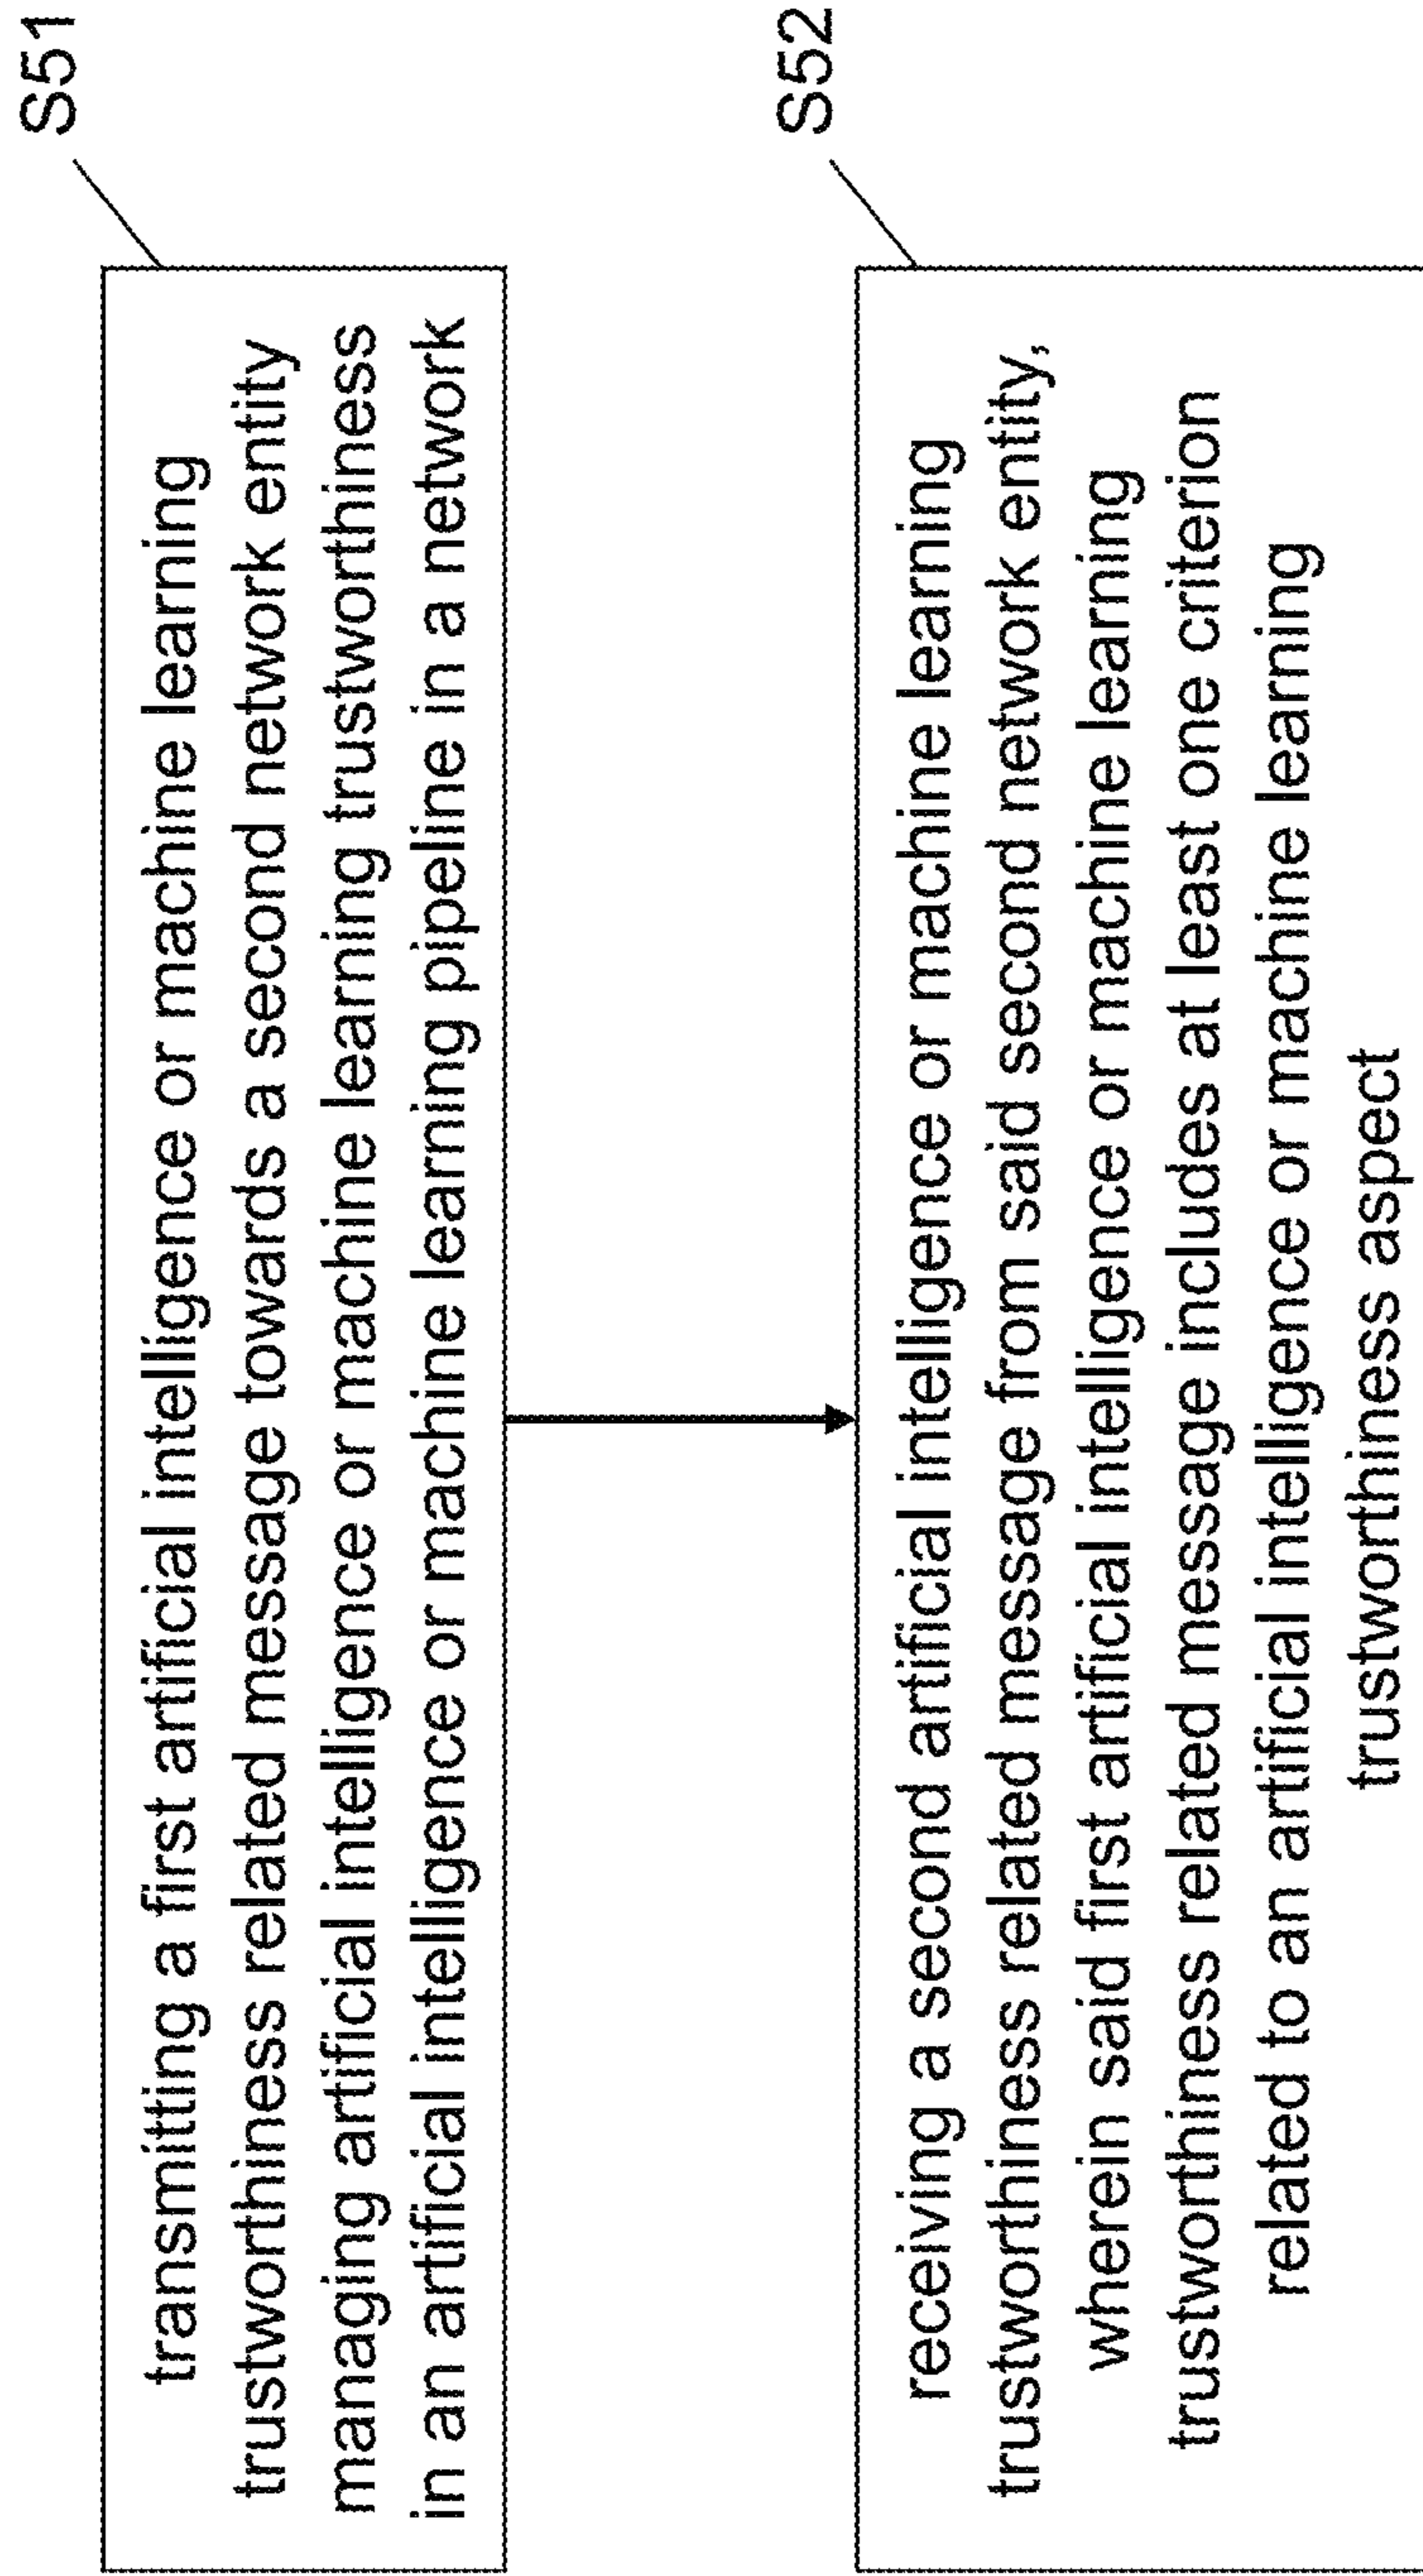 S51
transmitting a first artificial intelligence or machine learning
trustworthiness related message towards a second network entity
managing artificial intelligence or machine learning trustworthiness
in an artificial intelligence or machine learning pipeline in a network
S52
receiving a second artificial intelligence or machine learning
trustworthiness related message from said second network entity,
wherein said first artificial intelligence or machine learning
trustworthiness related message includes at least one criterion
related to an artificial intelligence or machine learning
trustworthiness aspect